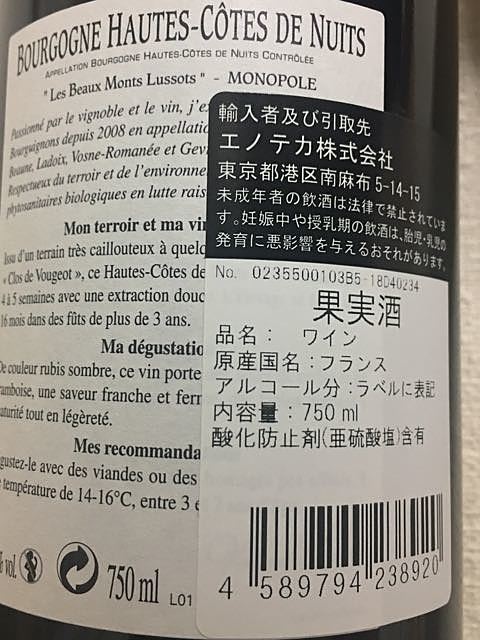 BOURGOGNE HAUTES-CÔTES DE NUITS
APPELLATION BOURGOGNE HAUTES-CÔTES DE NUITS CONTRÔLÉE
" Les Beaux Monts Lussots " - MONOPOLE
Passionné par le vignoble et le vin, j'e
Bourguignons depuis 2008 en appellatio
Beaune, Ladoix, Vosne-Romanée et Gev
Respectueux du terroir et de l'environne
phytosanitaires biologiques en lutte rais
Mon terroir et ma vi
Issu d'un terrain très caillouteux à quelq
« Clos de Vougeot », ce Hautes-Côtes de
4 à 5 semaines avec une extraction douc
16 mois dans des fûts de plus de 3 ans.
Ma dégustatio
De couleur rubis sombre, ce vin porte
framboise, une saveur franche et fer
maturité tout en légèreté.
Mes recommanda
gustez-le avec des viandes ou des
température de 14-16°C, entre 3 e
% vol.
750 ml
L01
輸入者及び引取先
エノテカ株式会社
東京都港区南麻布 5-14-15
未成年者の飲酒は法律で禁止されていま
す。妊娠中や授乳期の飲酒は、胎児・乳児の
発育に悪影響を与えるおそれがあります。
No. 0235500103B5-18D40234
果実酒
品名： ワイン
原産国名：フランス
アルコール分：ラベルに表記
内容量：750 ml
酸化防止剤(亜硫酸塩)含有
4 589794 238920